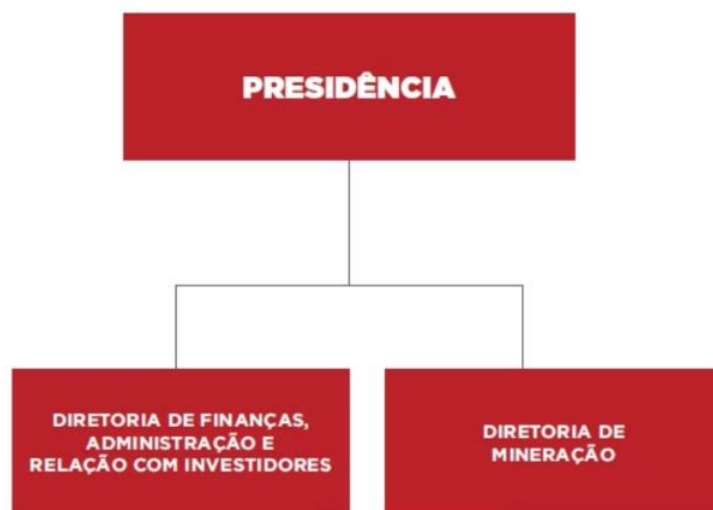 PRESIDÊNCIA
DIRETORIA DE FINANÇAS,
ADMINISTRAÇÃO E
RELAÇÃO COM INVESTIDORES
DIRETORIA DE
MINERAÇÃO